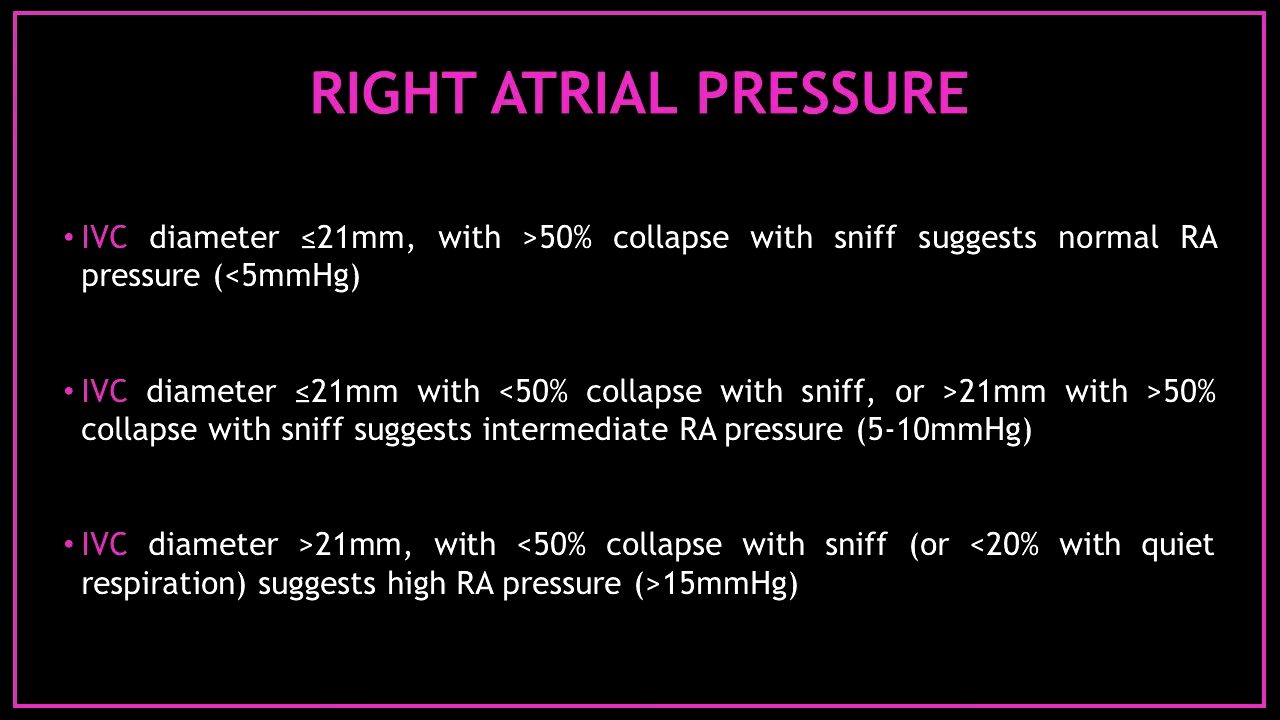 RIGHT ATRIAL PRESSURE
• IVC diameter ≤21mm, with >50% collapse with sniff suggests normal RA
pressure (<5mmHg)
• IVC diameter ≤21mm with <50% collapse with sniff, or >21mm with >50%
collapse with sniff suggests intermediate RA pressure (5-10mmHg)
• IVC diameter >21mm, with <50% collapse with sniff (or <20% with quiet
respiration) suggests high RA pressure (>15mmHg)